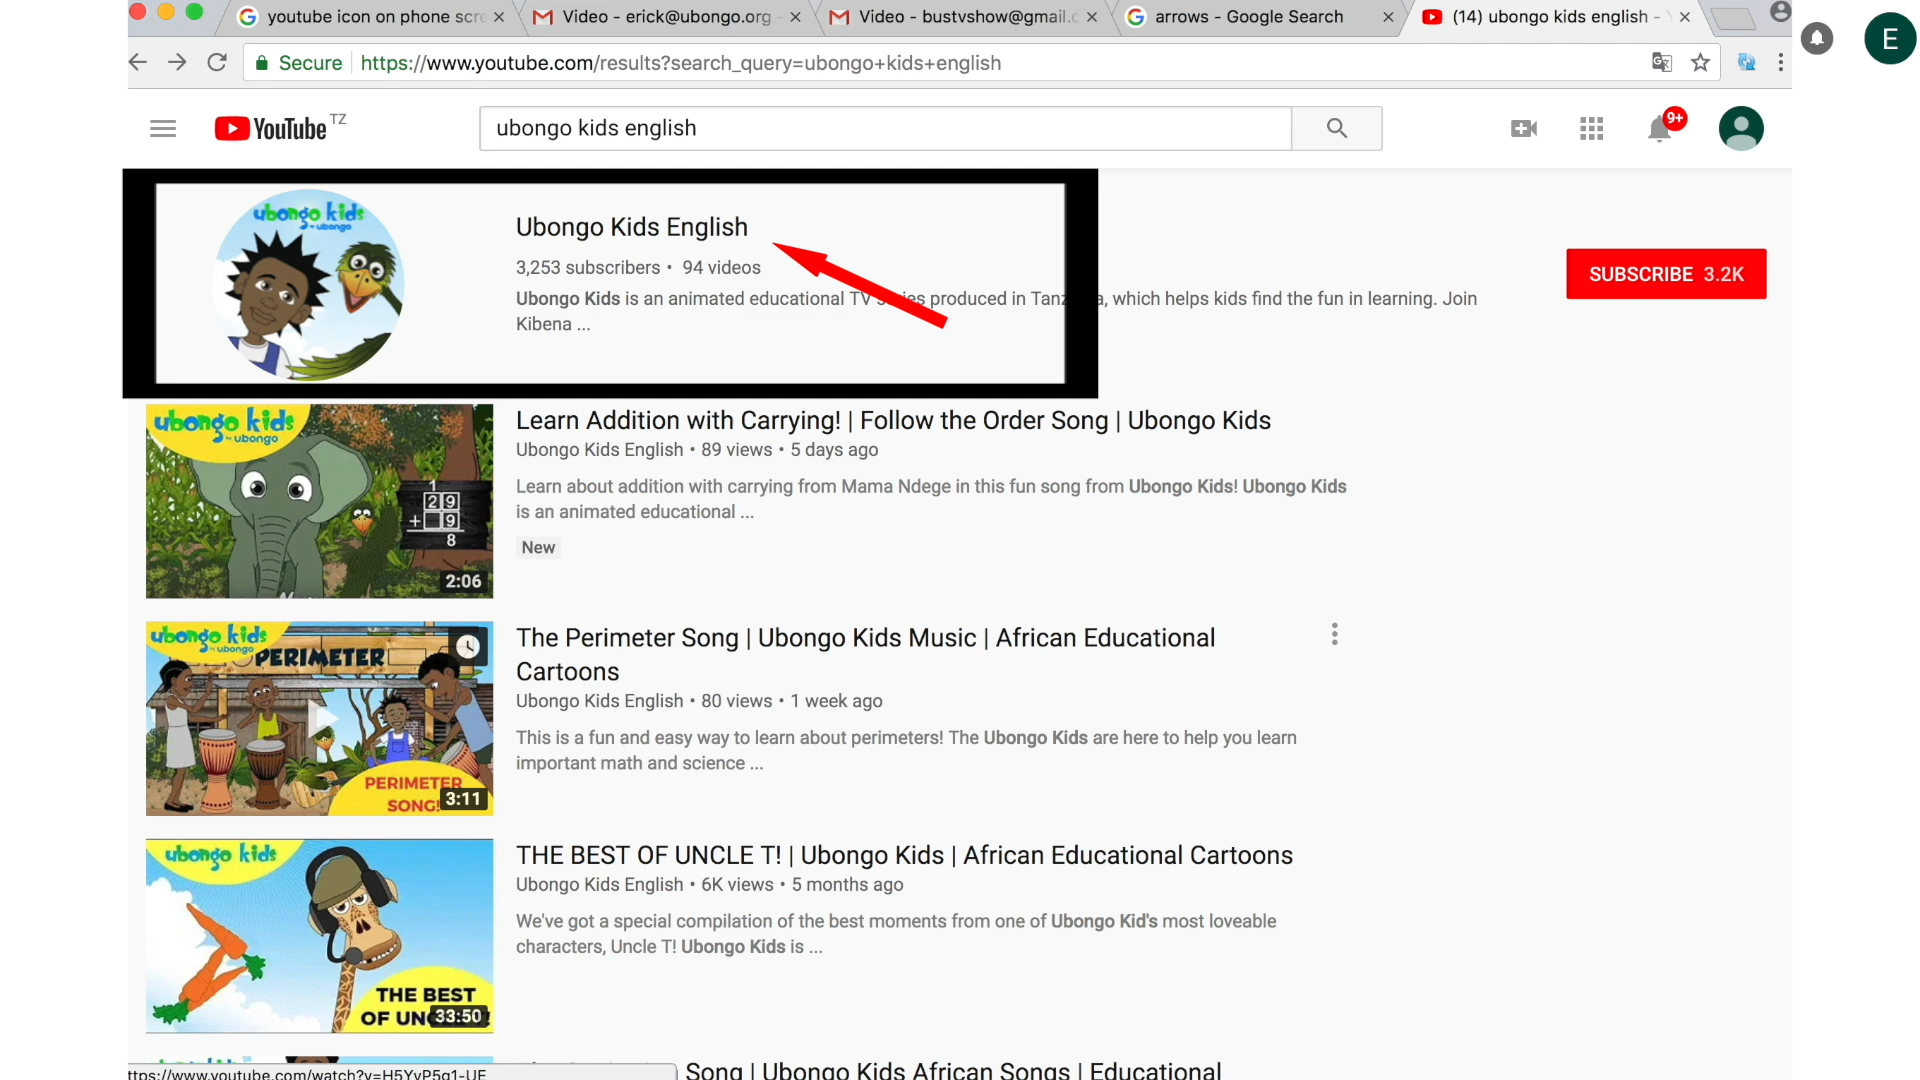 youtube icon on phone scre
Video - erick@ubongo.org -
Video - bustvshow@gmail.c
arrows - Google Search
(14) ubongo kids english -
Secure
https://www.youtube.com/results?search_query=ubongo+kids+english
E
YouTube TZ
ubongo kids english
9+
ubongo kids
by ubongo
Ubongo Kids English
3,253 subscribers • 94 videos
Ubongo Kids is an animated educational TV produced in, which helps kids find the fun in learning. Join
Kibena ...
SUBSCRIBE 3.2K
ubongo kids
by ubongo
1
29
+ 9
8
2:06
Learn Addition with Carrying! | Follow the Order Song | Ubongo Kids
Ubongo Kids English • 89 views • 5 days ago
Learn about addition with carrying from Mama Ndege in this fun song from Ubongo Kids! Ubongo Kids
is an animated educational ...
New
ubongo kids
by ubongo
PERIMETER
PERIMETER
SONG!
3:11
The Perimeter Song | Ubongo Kids Music | African Educational
Cartoons
Ubongo Kids English • 80 views • 1 week ago
This is a fun and easy way to learn about perimeters! The Ubongo Kids are here to help you learn
important math and science ...
ubongo kids
THE BEST
OF
33:50
THE BEST OF UNCLE T! | Ubongo Kids | African Educational Cartoons
Ubongo Kids English • 6K views • 5 months ago
We've got a special compilation of the best moments from one of Ubongo Kid's most loveable
characters, Uncle T! Ubongo Kids is ...
Song | Ubongo Kids African Songs | Educational
ttps://www.youtube.com/watch?v=H5YvP5q1-UE